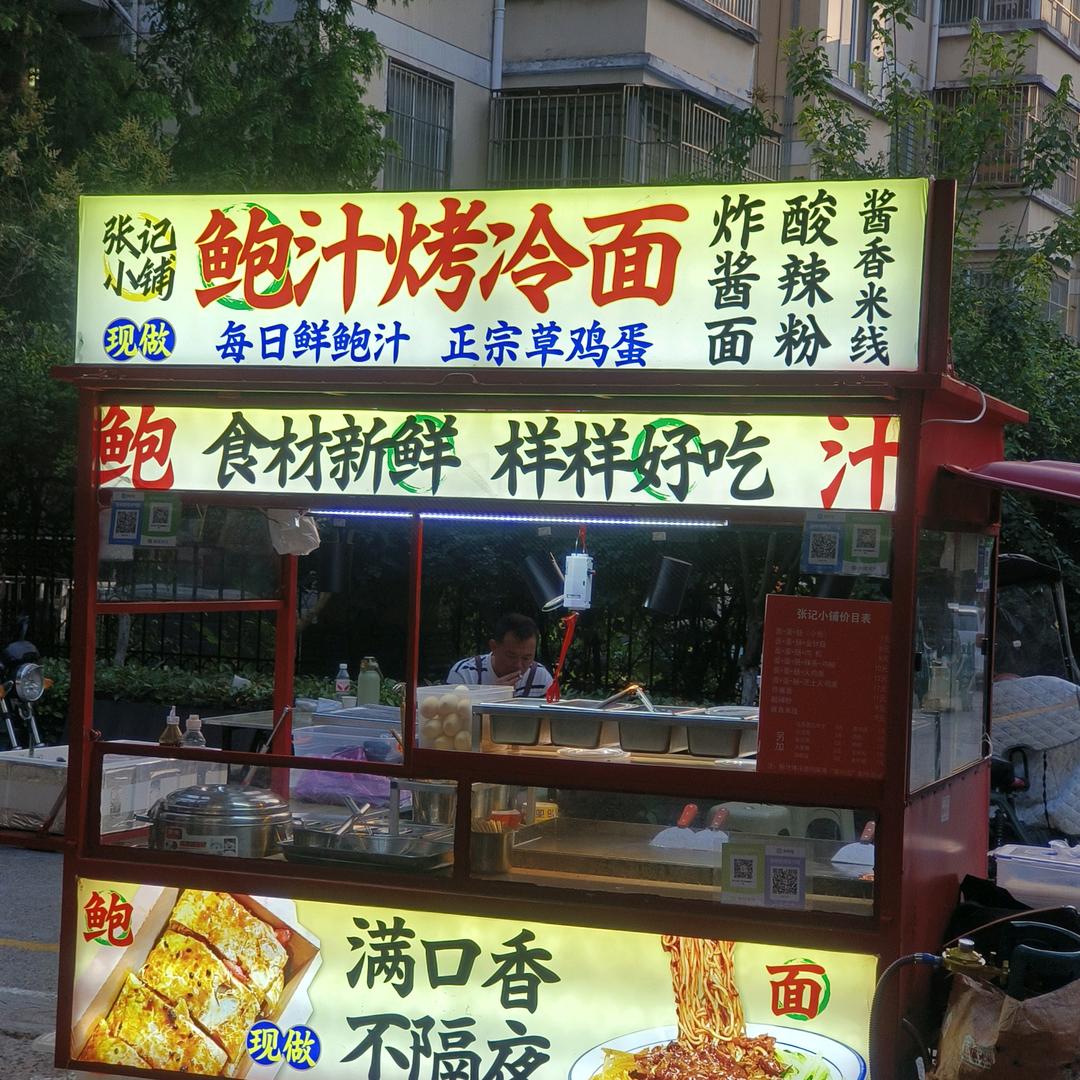 张记
小铺
鲍汁烤冷面
炸酱面
酸辣粉
酱香米线
现做
每日鲜鲍汁 正宗草鸡蛋
鲍
食材新鲜 样样好吃
汁
张记小铺价目表
另加
鲍
满口香
不隔夜
现做
面